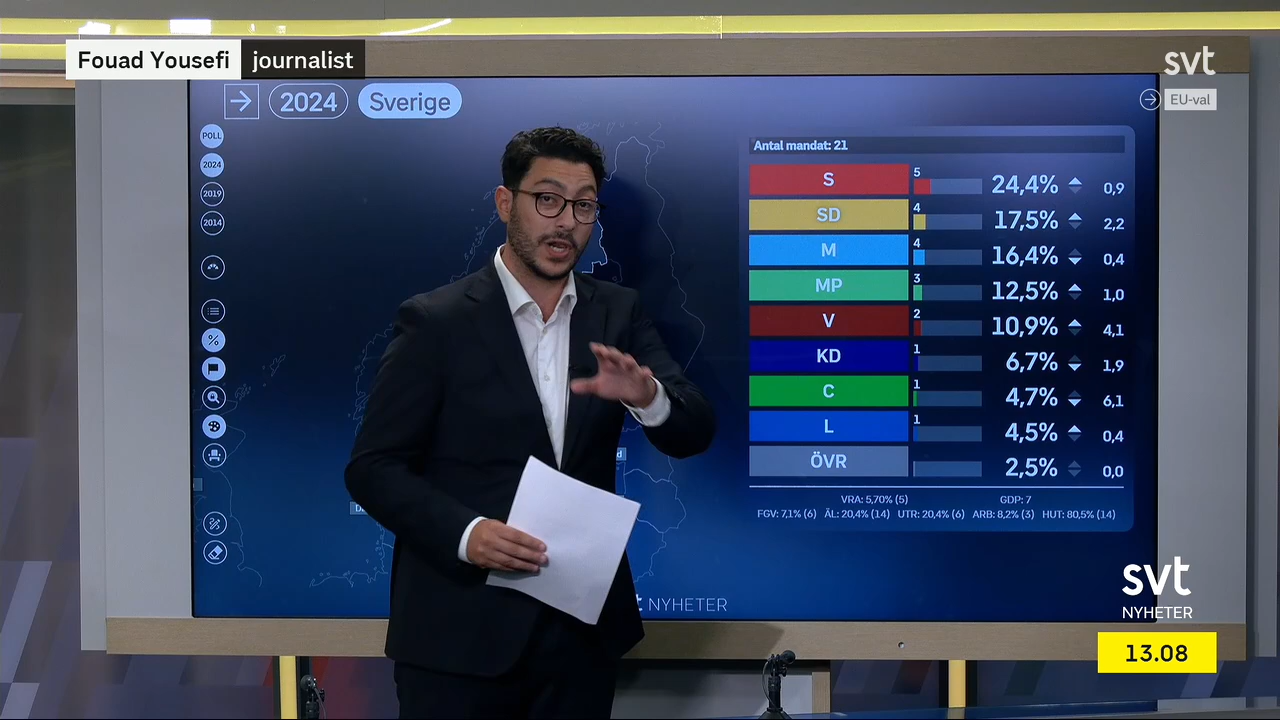 Fouad Yousefi journalist
svt
EU-val
2024 Sverige
POLL
2024
2019
2014
%
Antal mandat: 21
S 5 24,4% 0,9
SD 4 17,5% 2,2
M 4 16,4% 0,4
MP 3 12,5% 1,0
V 2 10,9% 4,1
KD 1 6,7% 1,9
C 1 4,7% 6,1
L 1 4,5% 0,4
ÖVR 2,5% 0,0
VRA: 5,70% (5) GDP: 7
FGV: 7,1% (6) ÄL: 20,4% (14) UTR: 20,4% (6) ARB: 8,2% (3) HUT: 80,5% (14)
NYHETER
svt
NYHETER
13.08